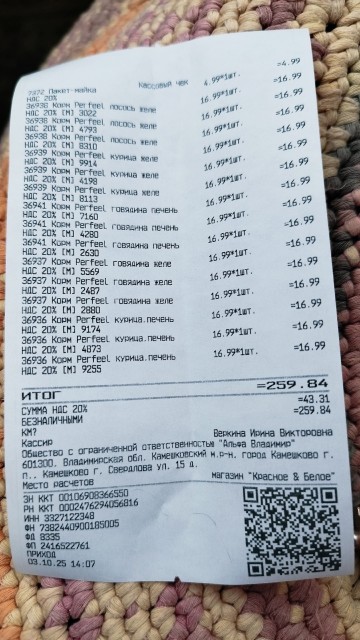 Кассовый чек
7372 Пакет-майка 4.99*1шт. =4.99
НДС 20%
36938 Корм Perfeel лосось желе 16.99*1шт. =16.99
НДС 20% [М] 3022
36938 Корм Perfeel лосось желе 16.99*1шт. =16.99
НДС 20% [М] 4793
36938 Корм Perfeel лосось желе 16.99*1шт. =16.99
НДС 20% [М] 8310
36939 Корм Perfeel курица желе 16.99*1шт. =16.99
НДС 20% [М] 9914
36939 Корм Perfeel курица желе 16.99*1шт. =16.99
НДС 20% [М] 4198
36939 Корм Perfeel курица желе 16.99*1шт. =16.99
НДС 20% [М] 8113
36941 Корм Perfeel говядина печень 16.99*1шт. =16.99
НДС 20% [М] 7160
36941 Корм Perfeel говядина печень 16.99*1шт. =16.99
НДС 20% [М] 4280
36941 Корм Perfeel говядина печень 16.99*1шт. =16.99
НДС 20% [М] 2630
36937 Корм Perfeel говядина желе 16.99*1шт. =16.99
НДС 20% [М] 5569
36937 Корм Perfeel говядина желе 16.99*1шт. =16.99
НДС 20% [М] 2487
36937 Корм Perfeel говядина желе 16.99*1шт. =16.99
НДС 20% [М] 2880
36936 Корм Perfeel курица.печень 16.99*1шт. =16.99
НДС 20% [М] 9174
36936 Корм Perfeel курица.печень 16.99*1шт. =16.99
НДС 20% [М] 4873
36936 Корм Perfeel курица.печень 16.99*1шт. =16.99
НДС 20% [М] 9255
ИТОГ =259.84
СУММА НДС 20% =43.31
БЕЗНАЛИЧНЫМИ =259.84
КМ?
Кассир Веркина Ирина Викторовна
Общество с ограниченной ответственностью "Альфа Владимир"
601300. Владимирская обл. Камешковский м.р-н. город Камешково г.
п.. Камешково г. Свердлова ул. 15 д.
Место расчетов магазин "Красное & Белое"
ЗН ККТ 00106908366550
РН ККТ 0002476294056816
ИНН 3327122348
ФН 7382440900185005
ФД 8335
ФП 2416522761
ПРИХОД
03.10.25 14:07